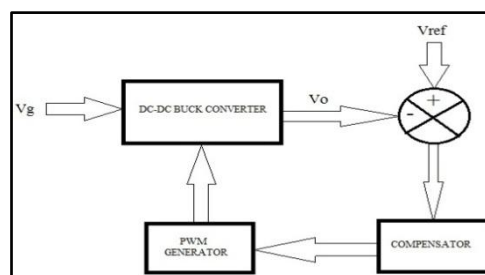 Vref
Vg
DC-DC BUCK CONVERTER
Vo
+
-
PWM
GENERATOR
COMPENSATOR